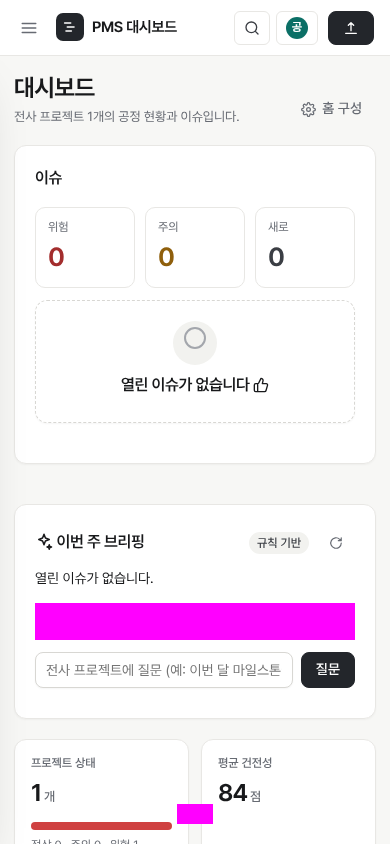 PMS 대시보드
공
대시보드
전사 프로젝트 1개의 공정 현황과 이슈입니다.
홈 구성
이슈
위험
주의
새로
0
0
0
열린 이슈가 없습니다
이번 주 브리핑
규칙 기반
열린 이슈가 없습니다.
전사 프로젝트에 질문 (예: 이번 달 마일스톤
질문
프로젝트 상태
평균 건전성
1개
84점